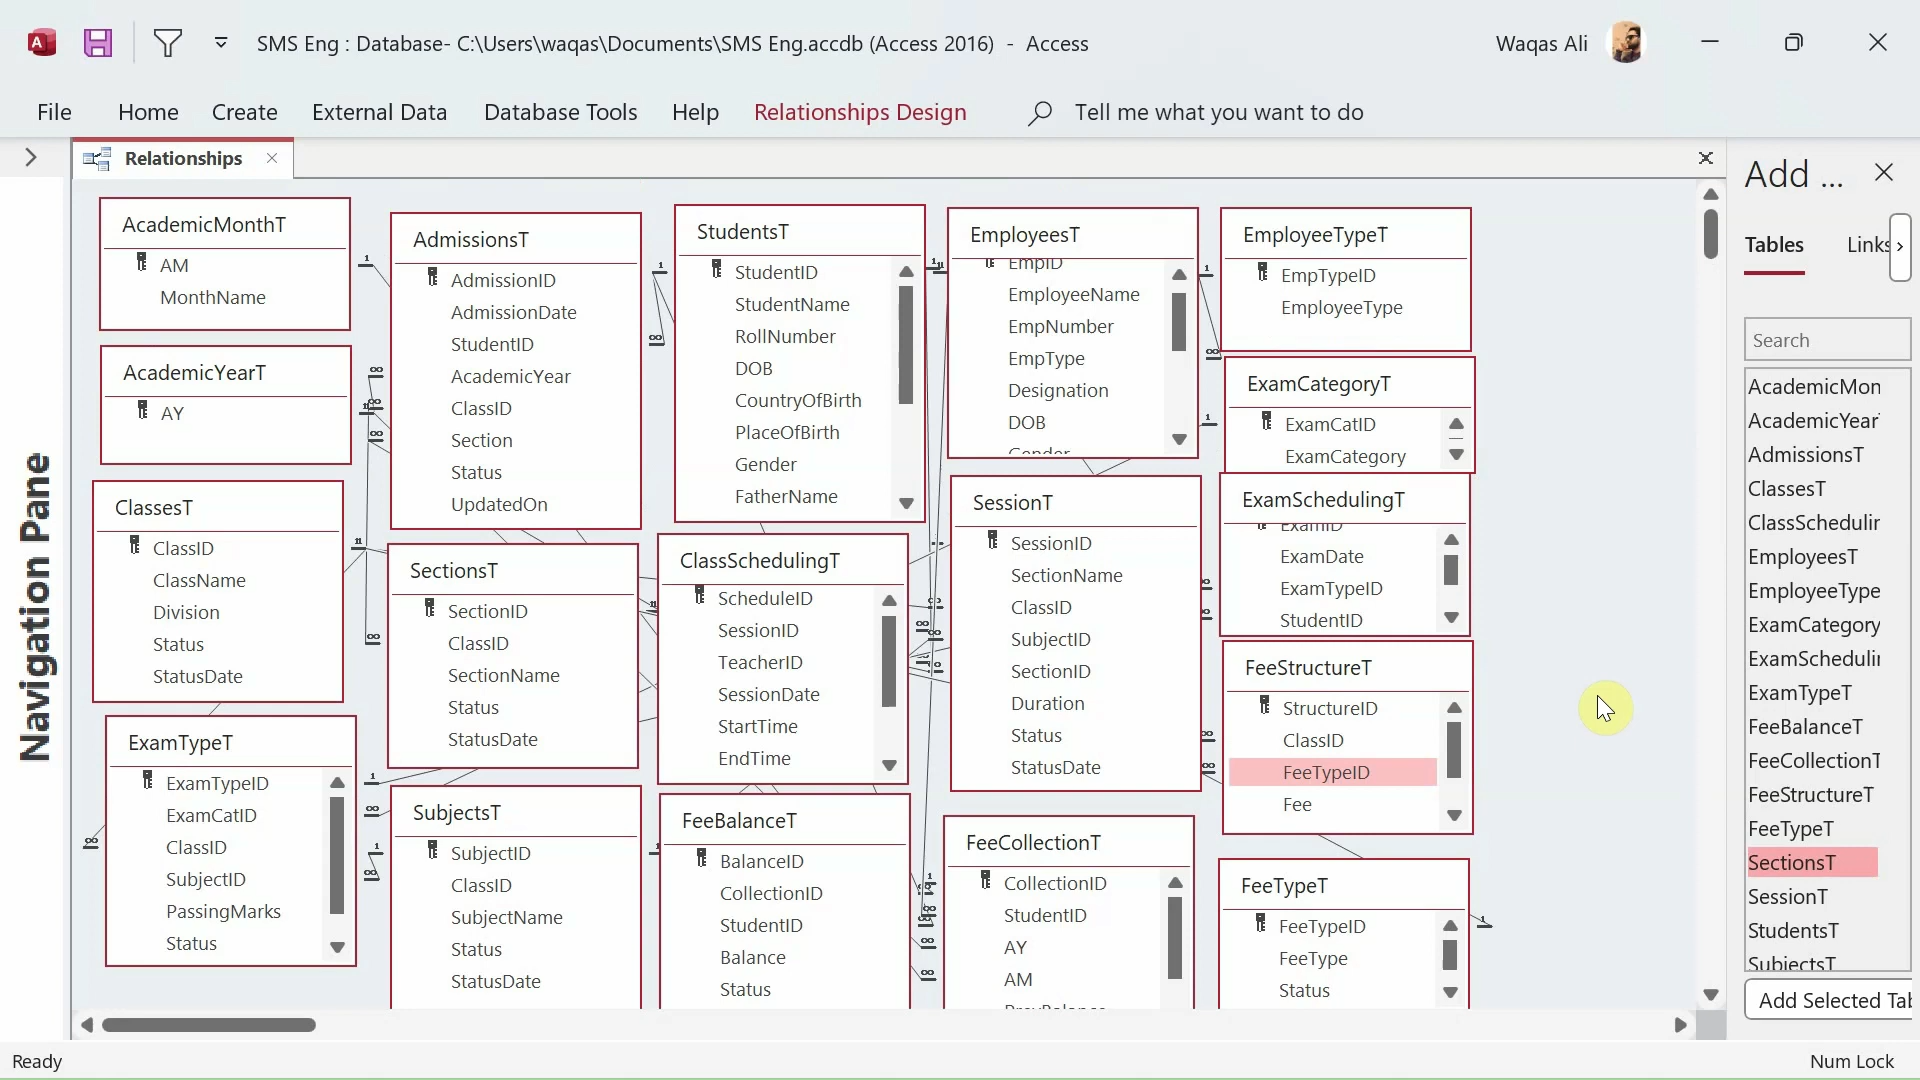 SMS Eng : Database- C:\Users\waqas\Documents\SMS Eng.accdb (Access 2016) - Access
Waqas Ali
File Home Create External Data Database Tools Help Relationships Design Tell me what you want to do
Relationships
Navigation Pane
AcademicMonthT
AM
MonthName
AcademicYearT
AY
ClassesT
ClassID
ClassName
Division
Status
StatusDate
ExamTypeT
ExamTypeID
ExamCatID
ClassID
SubjectID
PassingMarks
Status
AdmissionsT
AdmissionID
AdmissionDate
StudentID
AcademicYear
ClassID
Section
Status
UpdatedOn
SectionsT
SectionID
ClassID
SectionName
Status
StatusDate
SubjectsT
SubjectID
ClassID
SubjectName
Status
StatusDate
StudentsT
StudentID
StudentName
RollNumber
DOB
CountryOfBirth
PlaceOfBirth
Gender
FatherName
ClassSchedulingT
ScheduleID
SessionID
TeacherID
SessionDate
StartTime
EndTime
FeeBalanceT
BalanceID
CollectionID
StudentID
Balance
Status
EmployeesT
EmpID
EmployeeName
EmpNumber
EmpType
Designation
DOB
Gender
SessionT
SessionID
SectionName
ClassID
SubjectID
SectionID
Duration
Status
StatusDate
FeeCollectionT
CollectionID
StudentID
AY
AM
PrevBalance
EmployeeTypeT
EmpTypeID
EmployeeType
ExamCategoryT
ExamCatID
ExamCategory
ExamSchedulingT
ExamID
ExamDate
ExamTypeID
StudentID
FeeStructureT
StructureID
ClassID
FeeTypeID
Fee
FeeTypeT
FeeTypeID
FeeType
Status
Add ...
Tables Links
Search
AcademicMon
AcademicYear
AdmissionsT
ClassesT
ClassSchedulin
EmployeesT
EmployeeType
ExamCategory
ExamSchedulin
ExamTypeT
FeeBalanceT
FeeCollectionT
FeeStructureT
FeeTypeT
SectionsT
SessionT
StudentsT
SubjectsT
Add Selected Tab
Ready
Num Lock